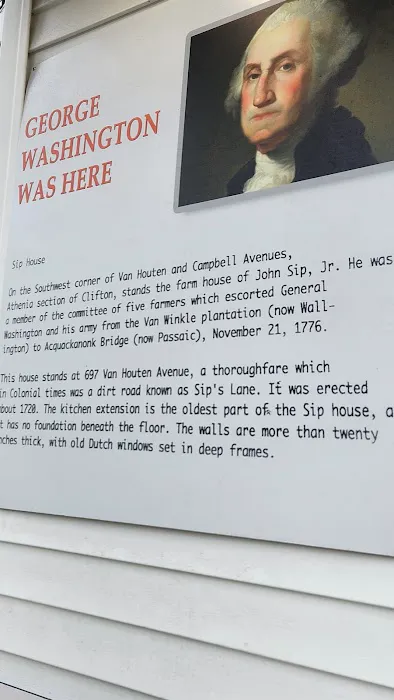 GEORGE
WASHINGTON
WAS HERE
Sip House
On the Southwest corner of Van Houten and Campbell Avenues,
Athenia section of Clifton, stands the farm house of John Sip, Jr. He was
a member of the committee of five farmers which escorted General
Washington and his army from the Van Winkle plantation (now Wall-
ington) to Acquackanonk Bridge (now Passaic), November 21, 1776.
This house stands at 697 Van Houten Avenue, a thoroughfare which
in Colonial times was a dirt road known as Sip's Lane. It was erected
bout 1720. The kitchen extension is the oldest part of the Sip house, a
t has no foundation beneath the floor. The walls are more than twenty
ches thick, with old Dutch windows set in deep frames.